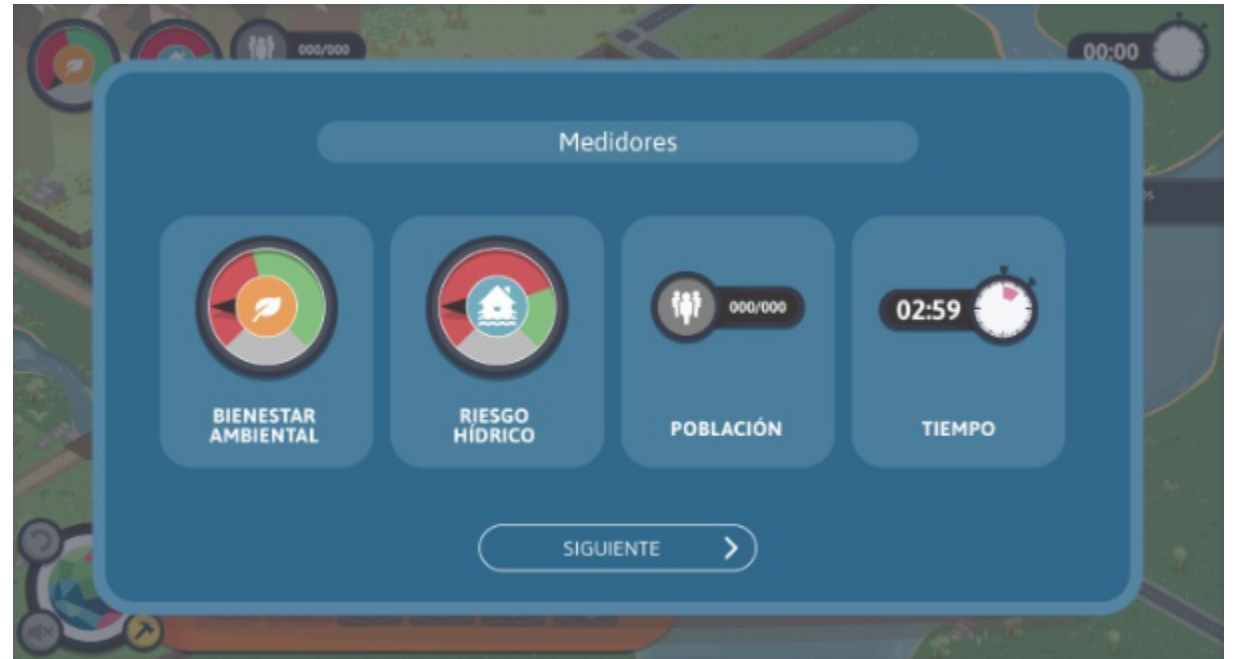 000/000
00:00
Medidores
000/000
02:59
BIENESTAR
AMBIENTAL
RIESGO
HÍDRICO
POBLACIÓN
TIEMPO
SIGUIENTE